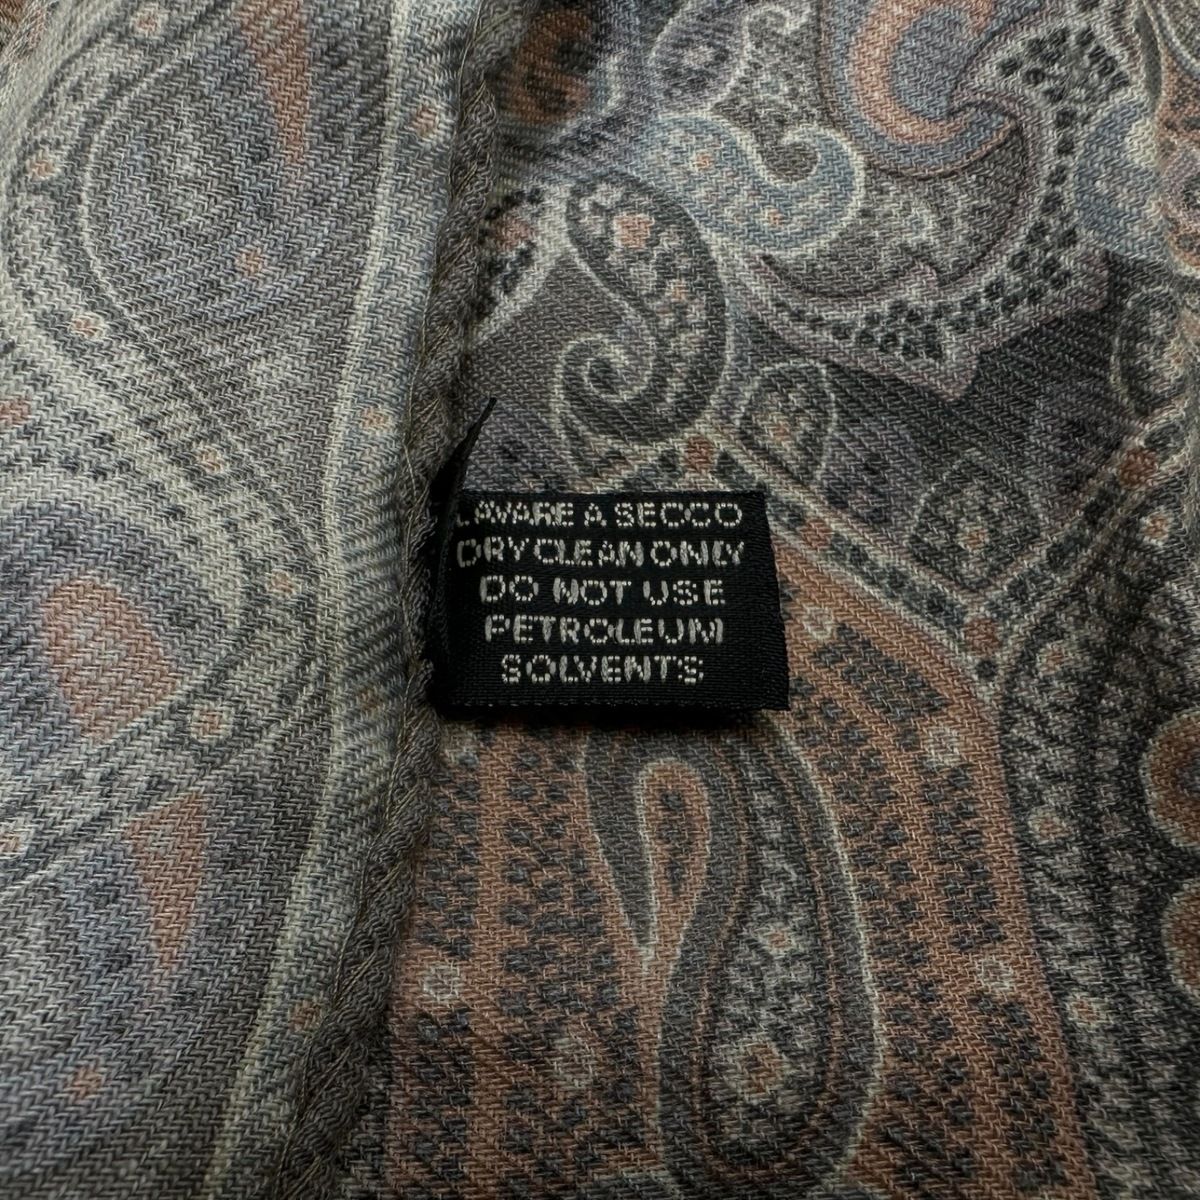 LAVARE A SECCO
DRY CLEAN ONLY
DO NOT USE
PETROLEUM
SOLVENTS